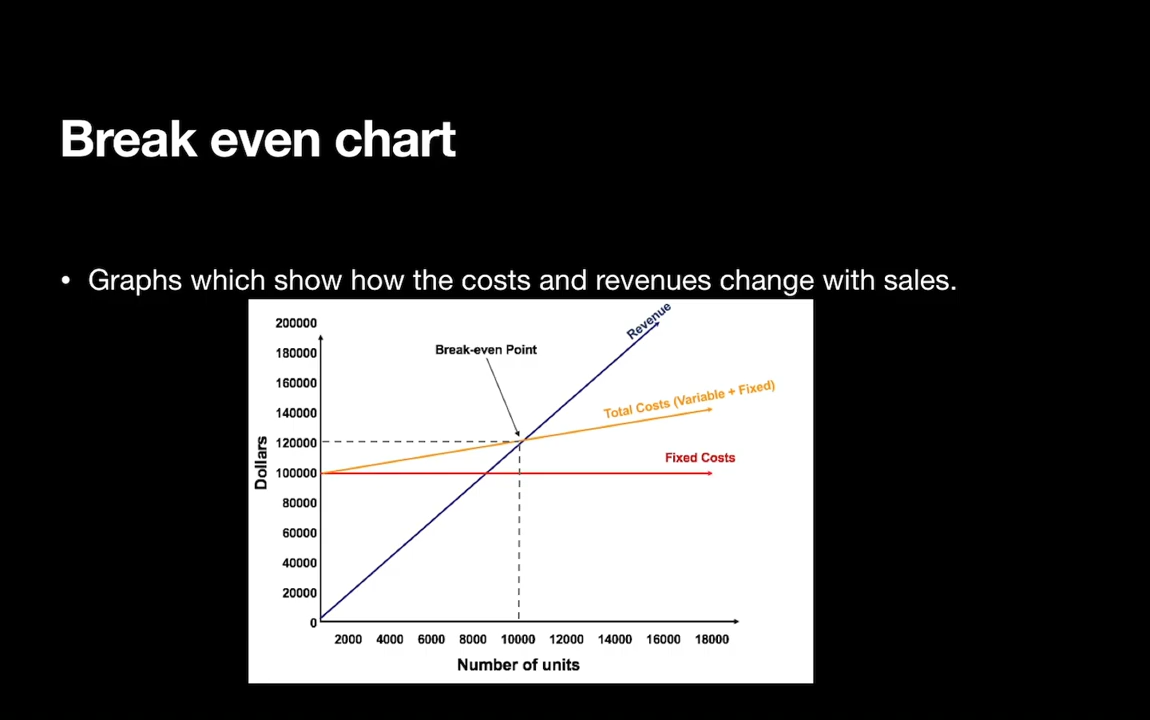 Break even chart
• Graphs which show how the costs and revenues change with sales.
200000
180000
160000
140000
120000
100000
80000
60000
40000
20000
0
Dollars
Break-even Point
Revenue
Total Costs (Variable + Fixed)
Fixed Costs
2000 4000 6000 8000 10000 12000 14000 16000 18000
Number of units